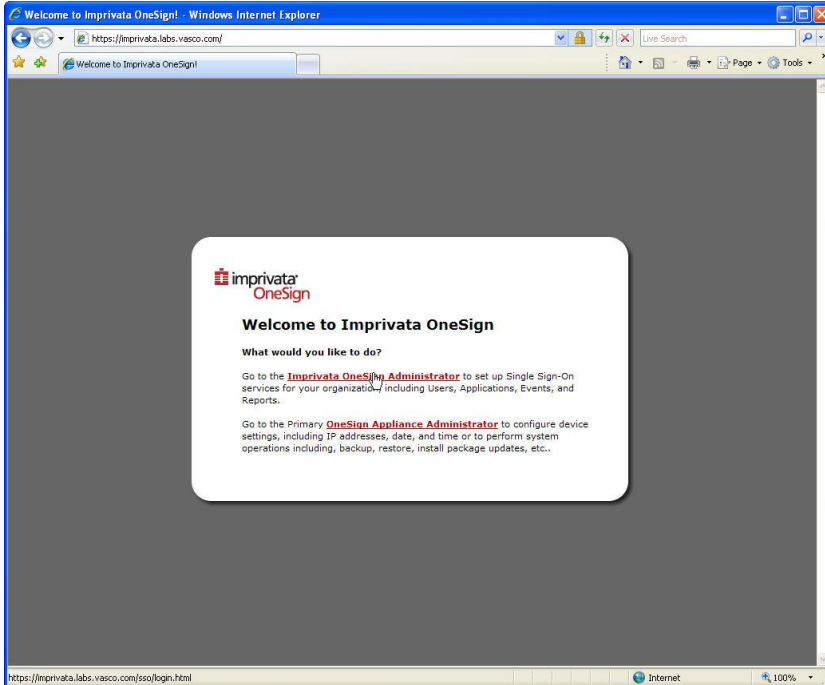 Welcome to Imprivata OneSign! - Windows Internet Explorer
https://imprivata.labs.vasco.com/
Live Search
Welcome to Imprivata OneSign!
Page
Tools
imprivata
OneSign
Welcome to Imprivata OneSign
What would you like to do?
Go to the Imprivata OneSign Administrator to set up Single Sign-On
services for your organization, including Users, Applications, Events, and
Reports.
Go to the Primary OneSign Appliance Administrator to configure device
settings, including IP addresses, date, and time or to perform system
operations including, backup, restore, install package updates, etc..
https://imprivata.labs.vasco.com/sso/login.html
Internet
100%